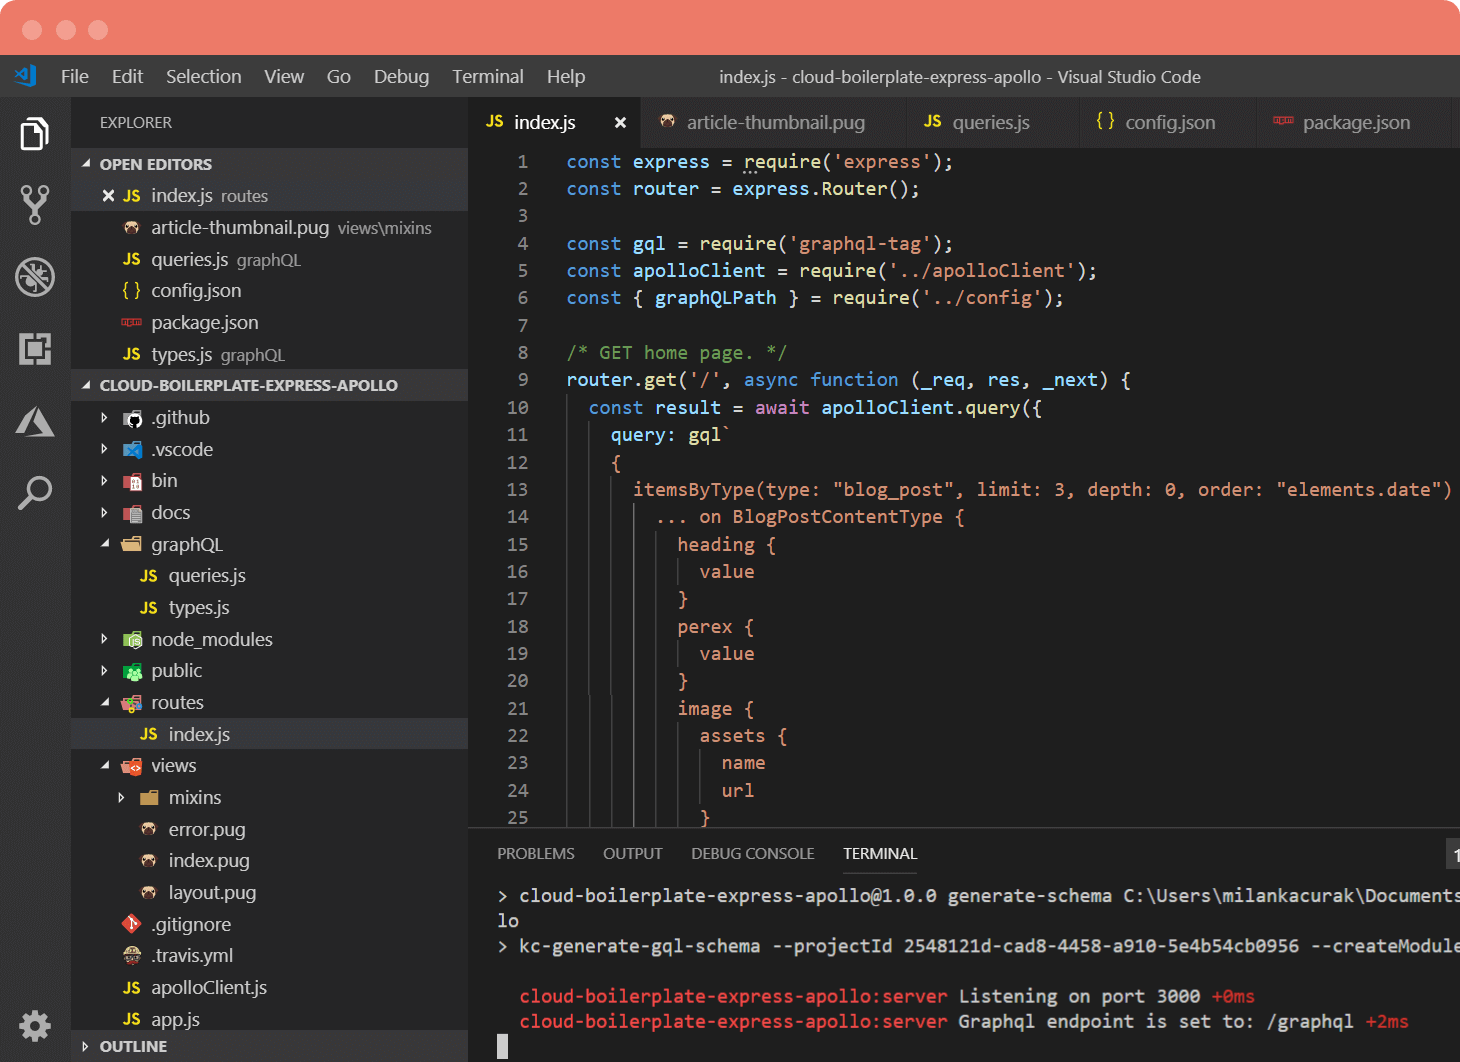 File Edit Selection View Go Debug Terminal Help index.js - cloud-boilerplate-express-apollo - Visual Studio Code
EXPLORER
OPEN EDITORS
JS index.js routes
article-thumbnail.pug views\mixins
JS queries.js graphQL
{ } config.json
npm package.json
JS types.js graphQL
CLOUD-BOILERPLATE-EXPRESS-APOLLO
.github
.vscode
bin
docs
graphQL
JS queries.js
JS types.js
node_modules
public
routes
JS index.js
views
mixins
error.pug
index.pug
layout.pug
.gitignore
.travis.yml
JS apolloClient.js
JS app.js
OUTLINE
JS index.js × article-thumbnail.pug JS queries.js { } config.json npm package.json
1 const express = require('express');
2 const router = express.Router();
3
4 const gql = require('graphql-tag');
5 const apolloClient = require('../apolloClient');
6 const { graphQLPath } = require('../config');
7
8 /* GET home page. */
9 router.get('/', async function (_req, res, _next) {
10 const result = await apolloClient.query({
11 query: gql`
12 {
13 itemsByType(type: "blog_post", limit: 3, depth: 0, order: "elements.date")
14 ... on BlogPostContentType {
15 heading {
16 value
17 }
18 perex {
19 value
20 }
21 image {
22 assets {
23 name
24 url
25 }
PROBLEMS OUTPUT DEBUG CONSOLE TERMINAL 1
> cloud-boilerplate-express-apollo@1.0.0 generate-schema C:\Users\milankacurak\Documents
lo
> kc-generate-gql-schema --projectId 2548121d-cad8-4458-a910-5e4b54cb0956 --createModule
cloud-boilerplate-express-apollo:server Listening on port 3000 +0ms
cloud-boilerplate-express-apollo:server Graphql endpoint is set to: /graphql +2ms